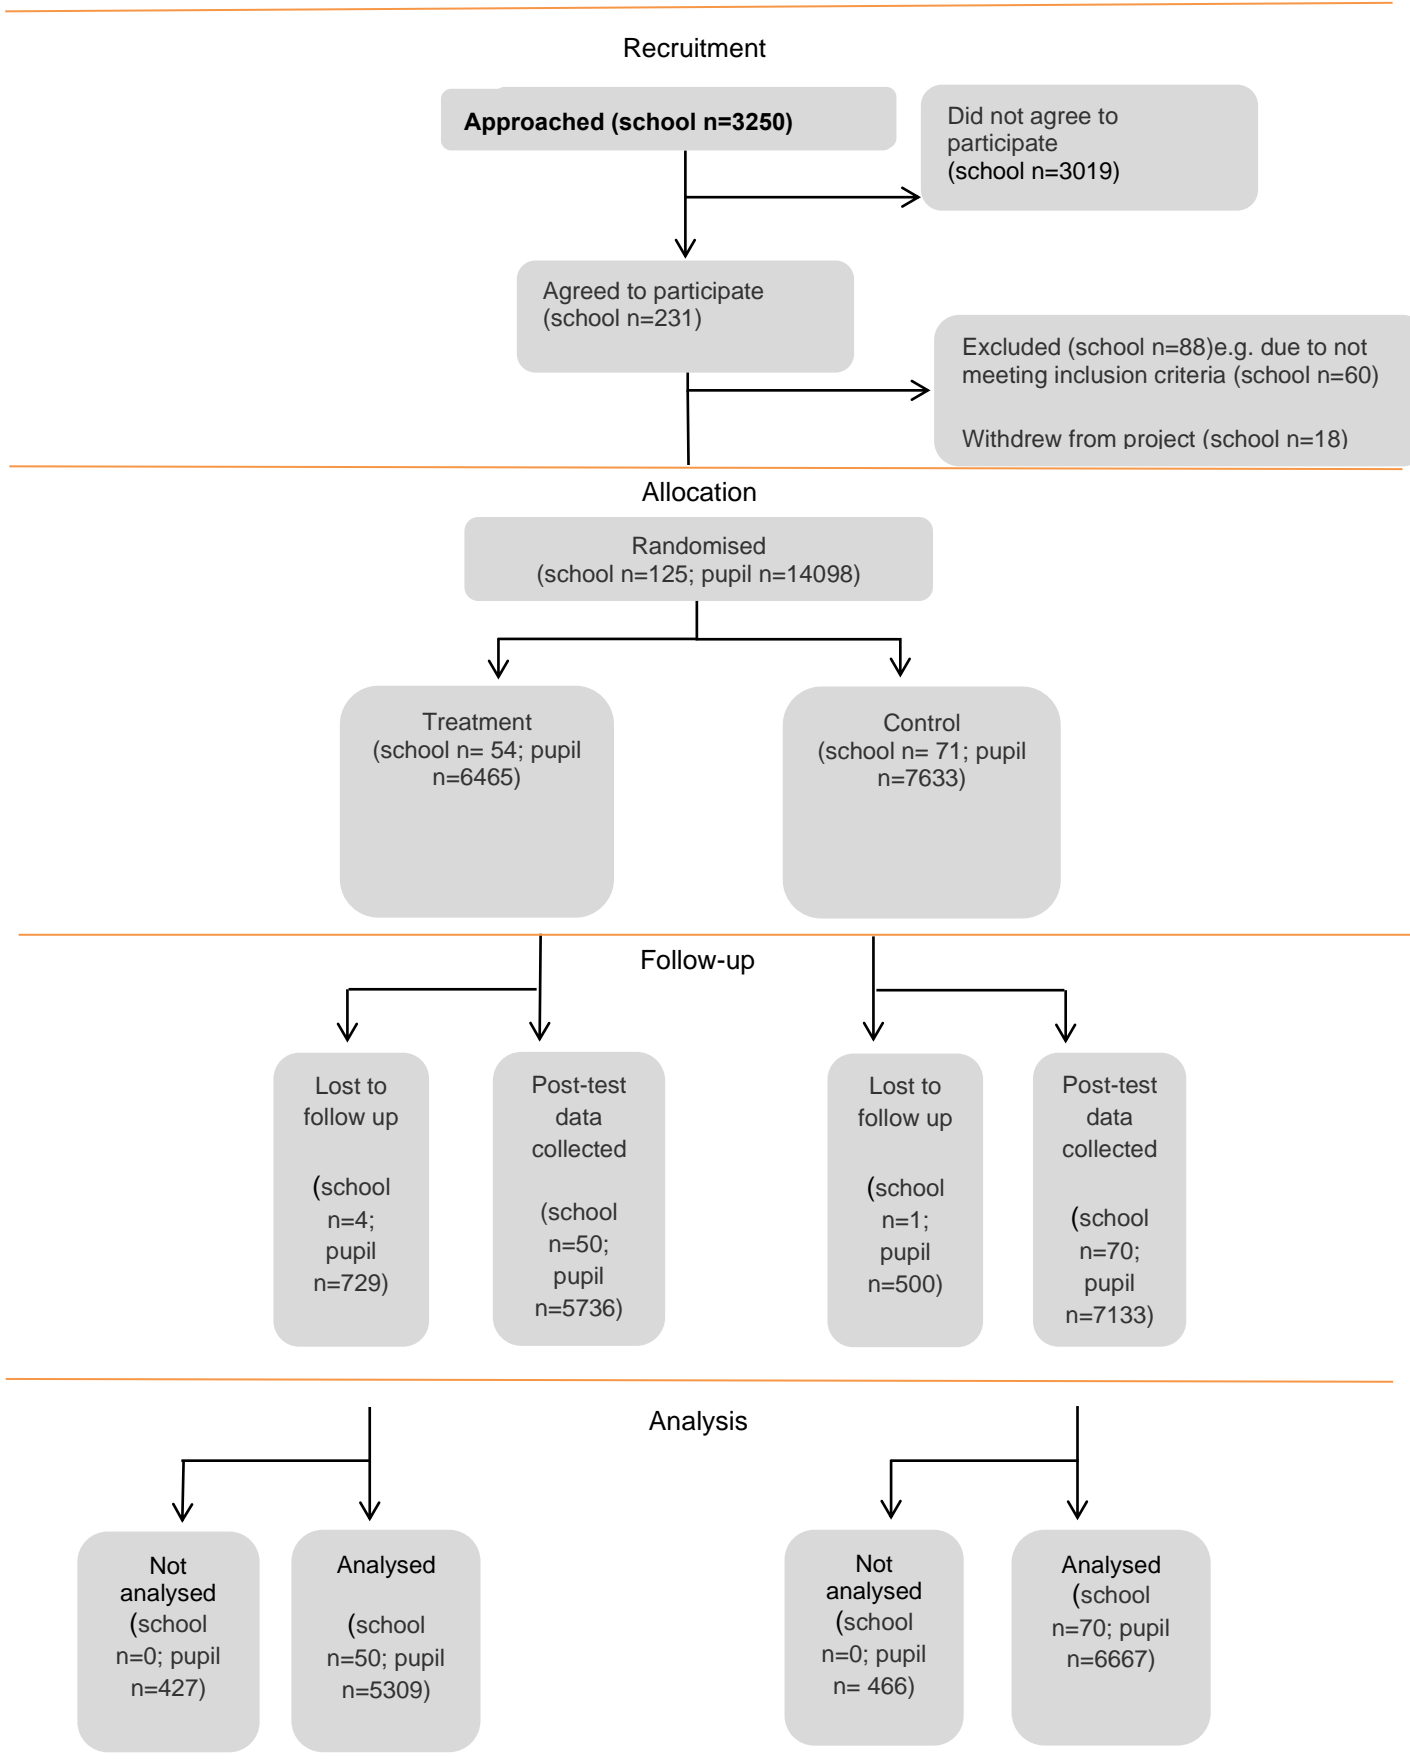 Recruitment
Approached (school n=3250)
Did not agree to
participate
(school n=3019)
Agreed to participate
(school n=231)
Excluded (school n=88)e.g. due to not
meeting inclusion criteria (school n=60)
Withdrew from project (school n=18)
Allocation
Randomised
(school n=125; pupil n=14098)
Treatment
(school n= 54; pupil
n=6465)
Control
(school n= 71; pupil
n=7633)
Follow-up
Lost to
follow up
(school
n=4;
pupil
n=729)
Post-test
data
collected
(school
n=50;
pupil
n=5736)
Lost to
follow up
(school
n=1;
pupil
n=500)
Post-test
data
collected
(school
n=70;
pupil
n=7133)
Analysis
Not
analysed
(school
n=0; pupil
n=427)
Analysed
(school
n=50; pupil
n=5309)
Not
analysed
(school
n=0; pupil
n= 466)
Analysed
(school
n=70; pupil
n=6667)